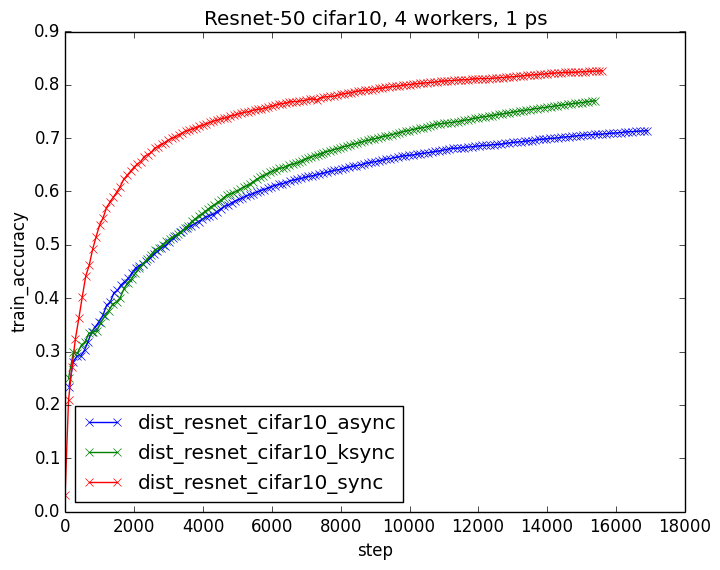 Resnet-50 cifar10, 4 workers, 1 ps
0.9
0.8
0.7
0.6
0.5
0.4
0.3
0.2
0.1
0.0
train_accuracy
dist_resnet_cifar10_async
dist_resnet_cifar10_ksync
dist_resnet_cifar10_sync
0 2000 4000 6000 8000 10000 12000 14000 16000 18000
step